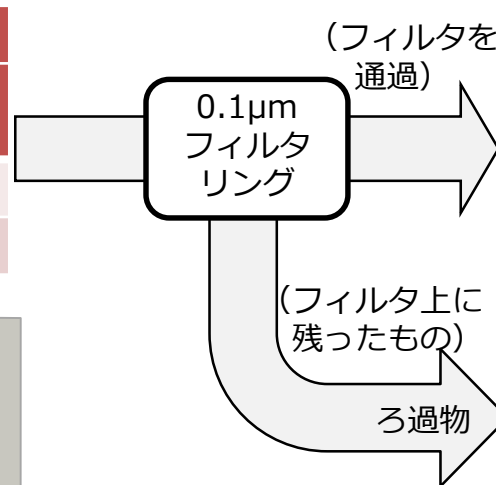 （フィルタを
通過）
0.1µm
フィルタ
リング
（フィルタ上に
残ったもの）
ろ過物